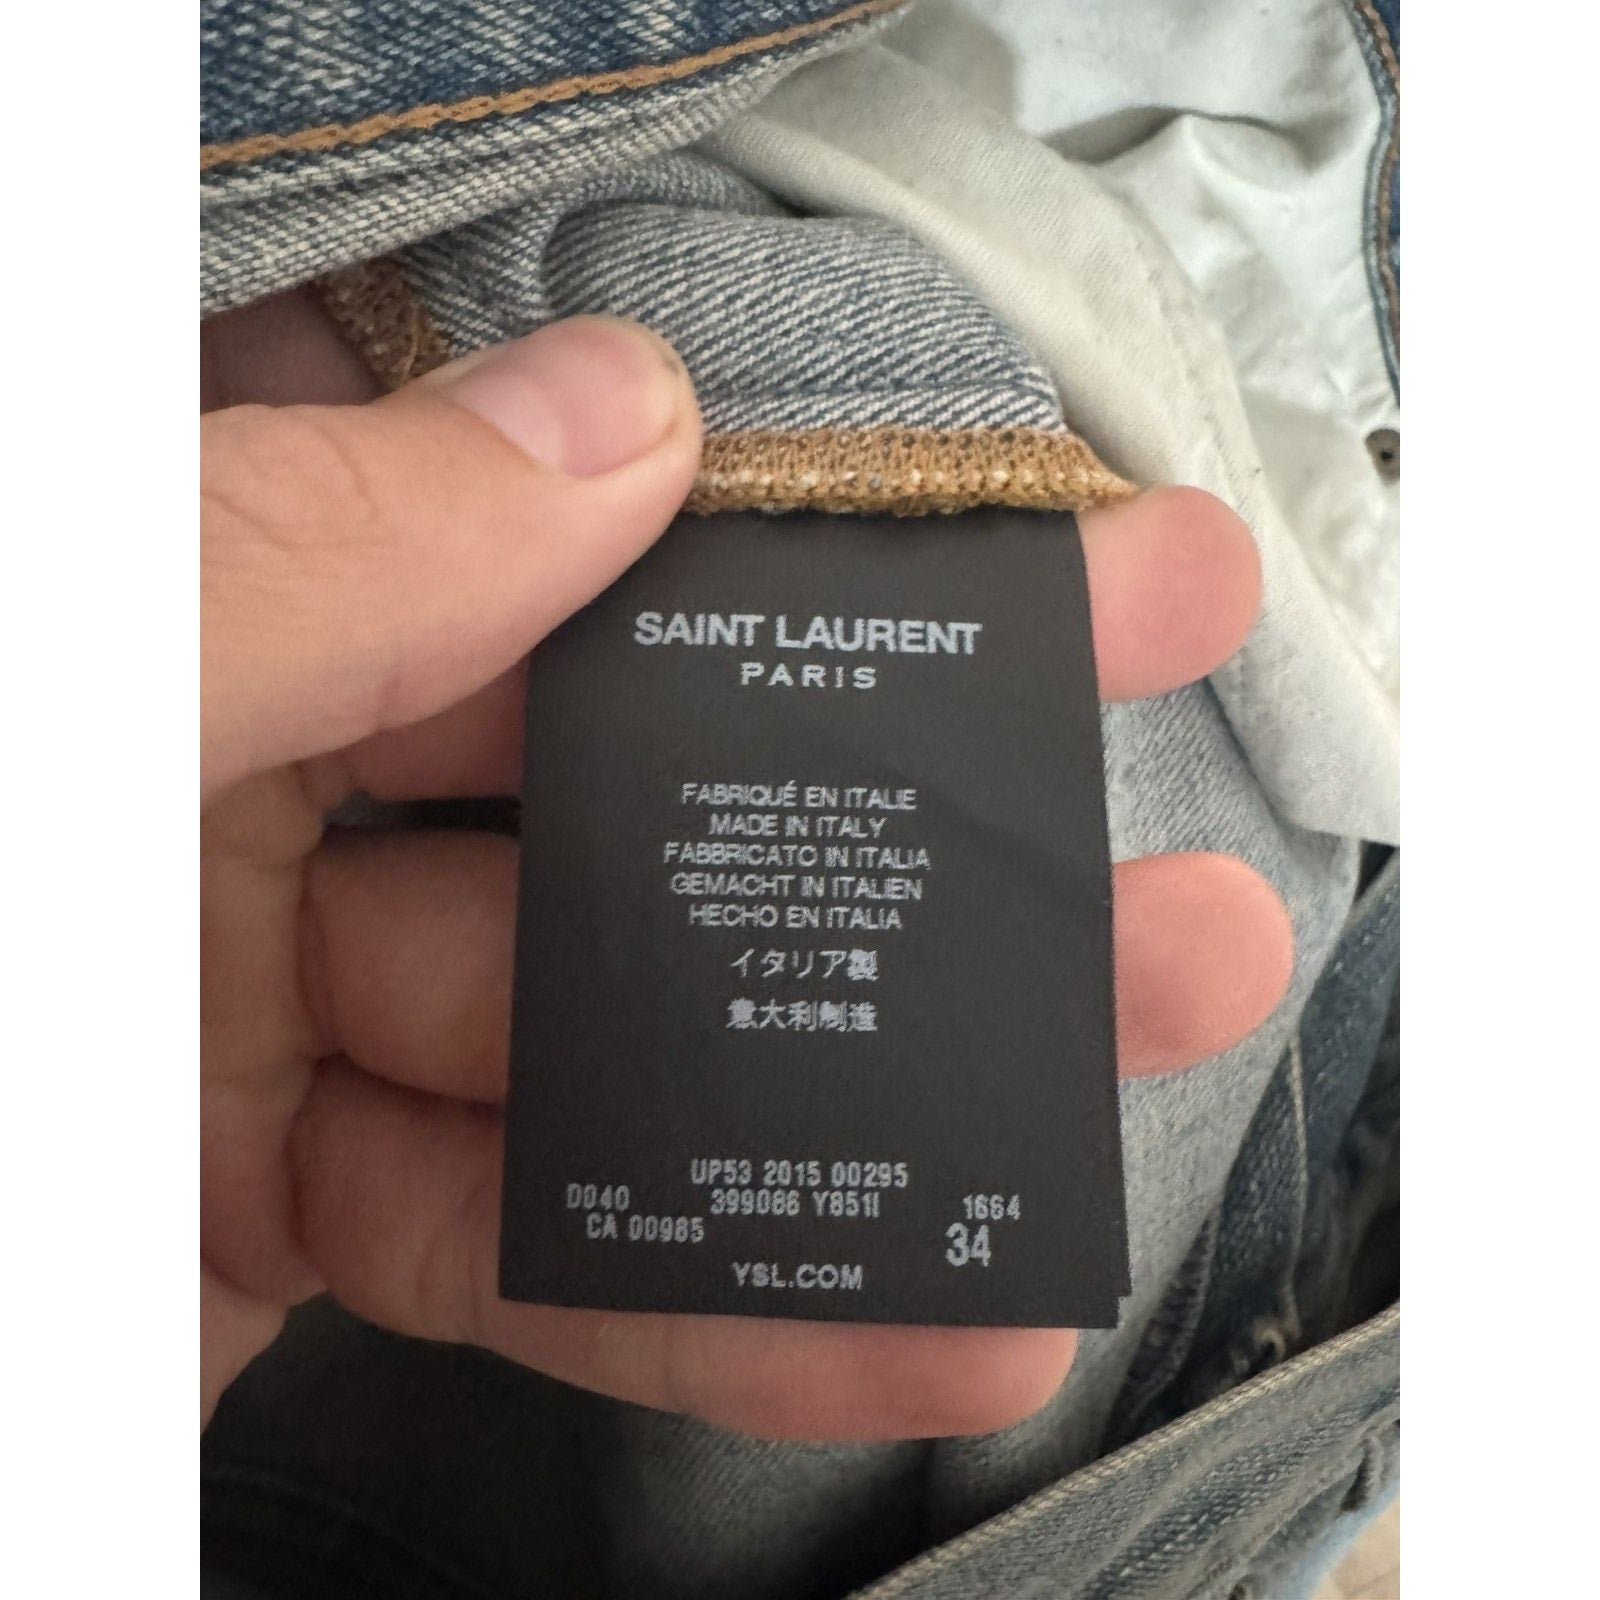 SAINT LAURENT
PARIS
FABRIQUÉ EN ITALIE
MADE IN ITALY
FABBRICATO IN ITALIA
GEMACHT IN ITALIEN
HECHO EN ITALIA
イタリア製
意大利制造
UP53 2015 00295
DD40 399086 Y851I 1664
CA 00985 34
YSL.COM